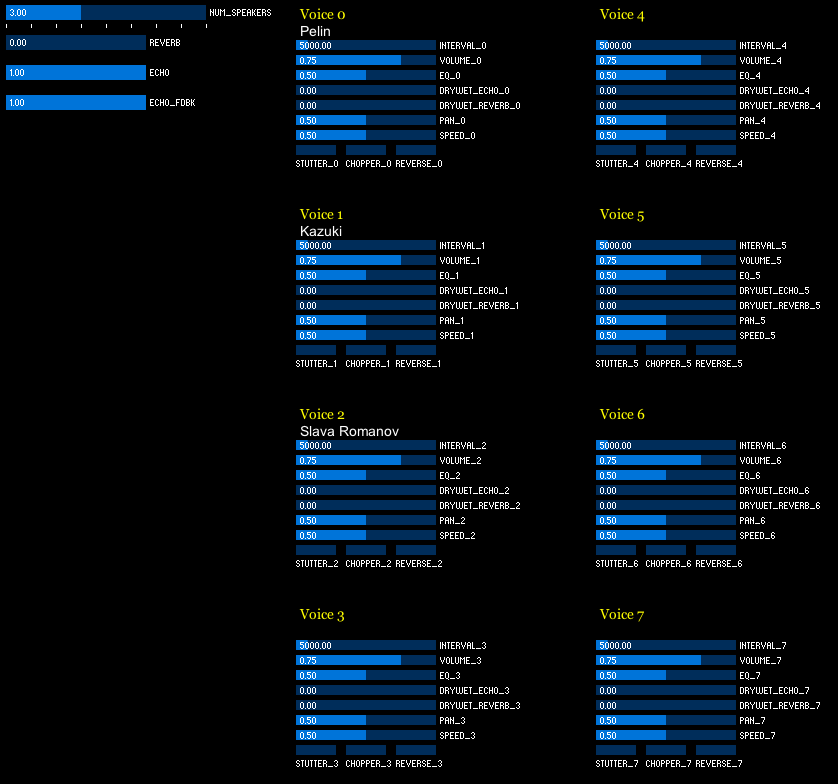 3.00 NUM_SPEAKERS
0.00 REVERB
1.00 ECHO
1.00 ECHO_FDBK
Voice 0
Pelin
5000.00 INTERVAL_0
0.75 VOLUME_0
0.50 EQ_0
0.00 DRYWET_ECHO_0
0.00 DRYWET_REVERB_0
0.50 PAN_0
0.50 SPEED_0
STUTTER_0 CHOPPER_0 REVERSE_0
Voice 1
Kazuki
5000.00 INTERVAL_1
0.75 VOLUME_1
0.50 EQ_1
0.00 DRYWET_ECHO_1
0.00 DRYWET_REVERB_1
0.50 PAN_1
0.50 SPEED_1
STUTTER_1 CHOPPER_1 REVERSE_1
Voice 2
Slava Romanov
5000.00 INTERVAL_2
0.75 VOLUME_2
0.50 EQ_2
0.00 DRYWET_ECHO_2
0.00 DRYWET_REVERB_2
0.50 PAN_2
0.50 SPEED_2
STUTTER_2 CHOPPER_2 REVERSE_2
Voice 3
5000.00 INTERVAL_3
0.75 VOLUME_3
0.50 EQ_3
0.00 DRYWET_ECHO_3
0.00 DRYWET_REVERB_3
0.50 PAN_3
0.50 SPEED_3
STUTTER_3 CHOPPER_3 REVERSE_3
Voice 4
5000.00 INTERVAL_4
0.75 VOLUME_4
0.50 EQ_4
0.00 DRYWET_ECHO_4
0.00 DRYWET_REVERB_4
0.50 PAN_4
0.50 SPEED_4
STUTTER_4 CHOPPER_4 REVERSE_4
Voice 5
5000.00 INTERVAL_5
0.75 VOLUME_5
0.50 EQ_5
0.00 DRYWET_ECHO_5
0.00 DRYWET_REVERB_5
0.50 PAN_5
0.50 SPEED_5
STUTTER_5 CHOPPER_5 REVERSE_5
Voice 6
5000.00 INTERVAL_6
0.75 VOLUME_6
0.50 EQ_6
0.00 DRYWET_ECHO_6
0.00 DRYWET_REVERB_6
0.50 PAN_6
0.50 SPEED_6
STUTTER_6 CHOPPER_6 REVERSE_6
Voice 7
5000.00 INTERVAL_7
0.75 VOLUME_7
0.50 EQ_7
0.00 DRYWET_ECHO_7
0.00 DRYWET_REVERB_7
0.50 PAN_7
0.50 SPEED_7
STUTTER_7 CHOPPER_7 REVERSE_7